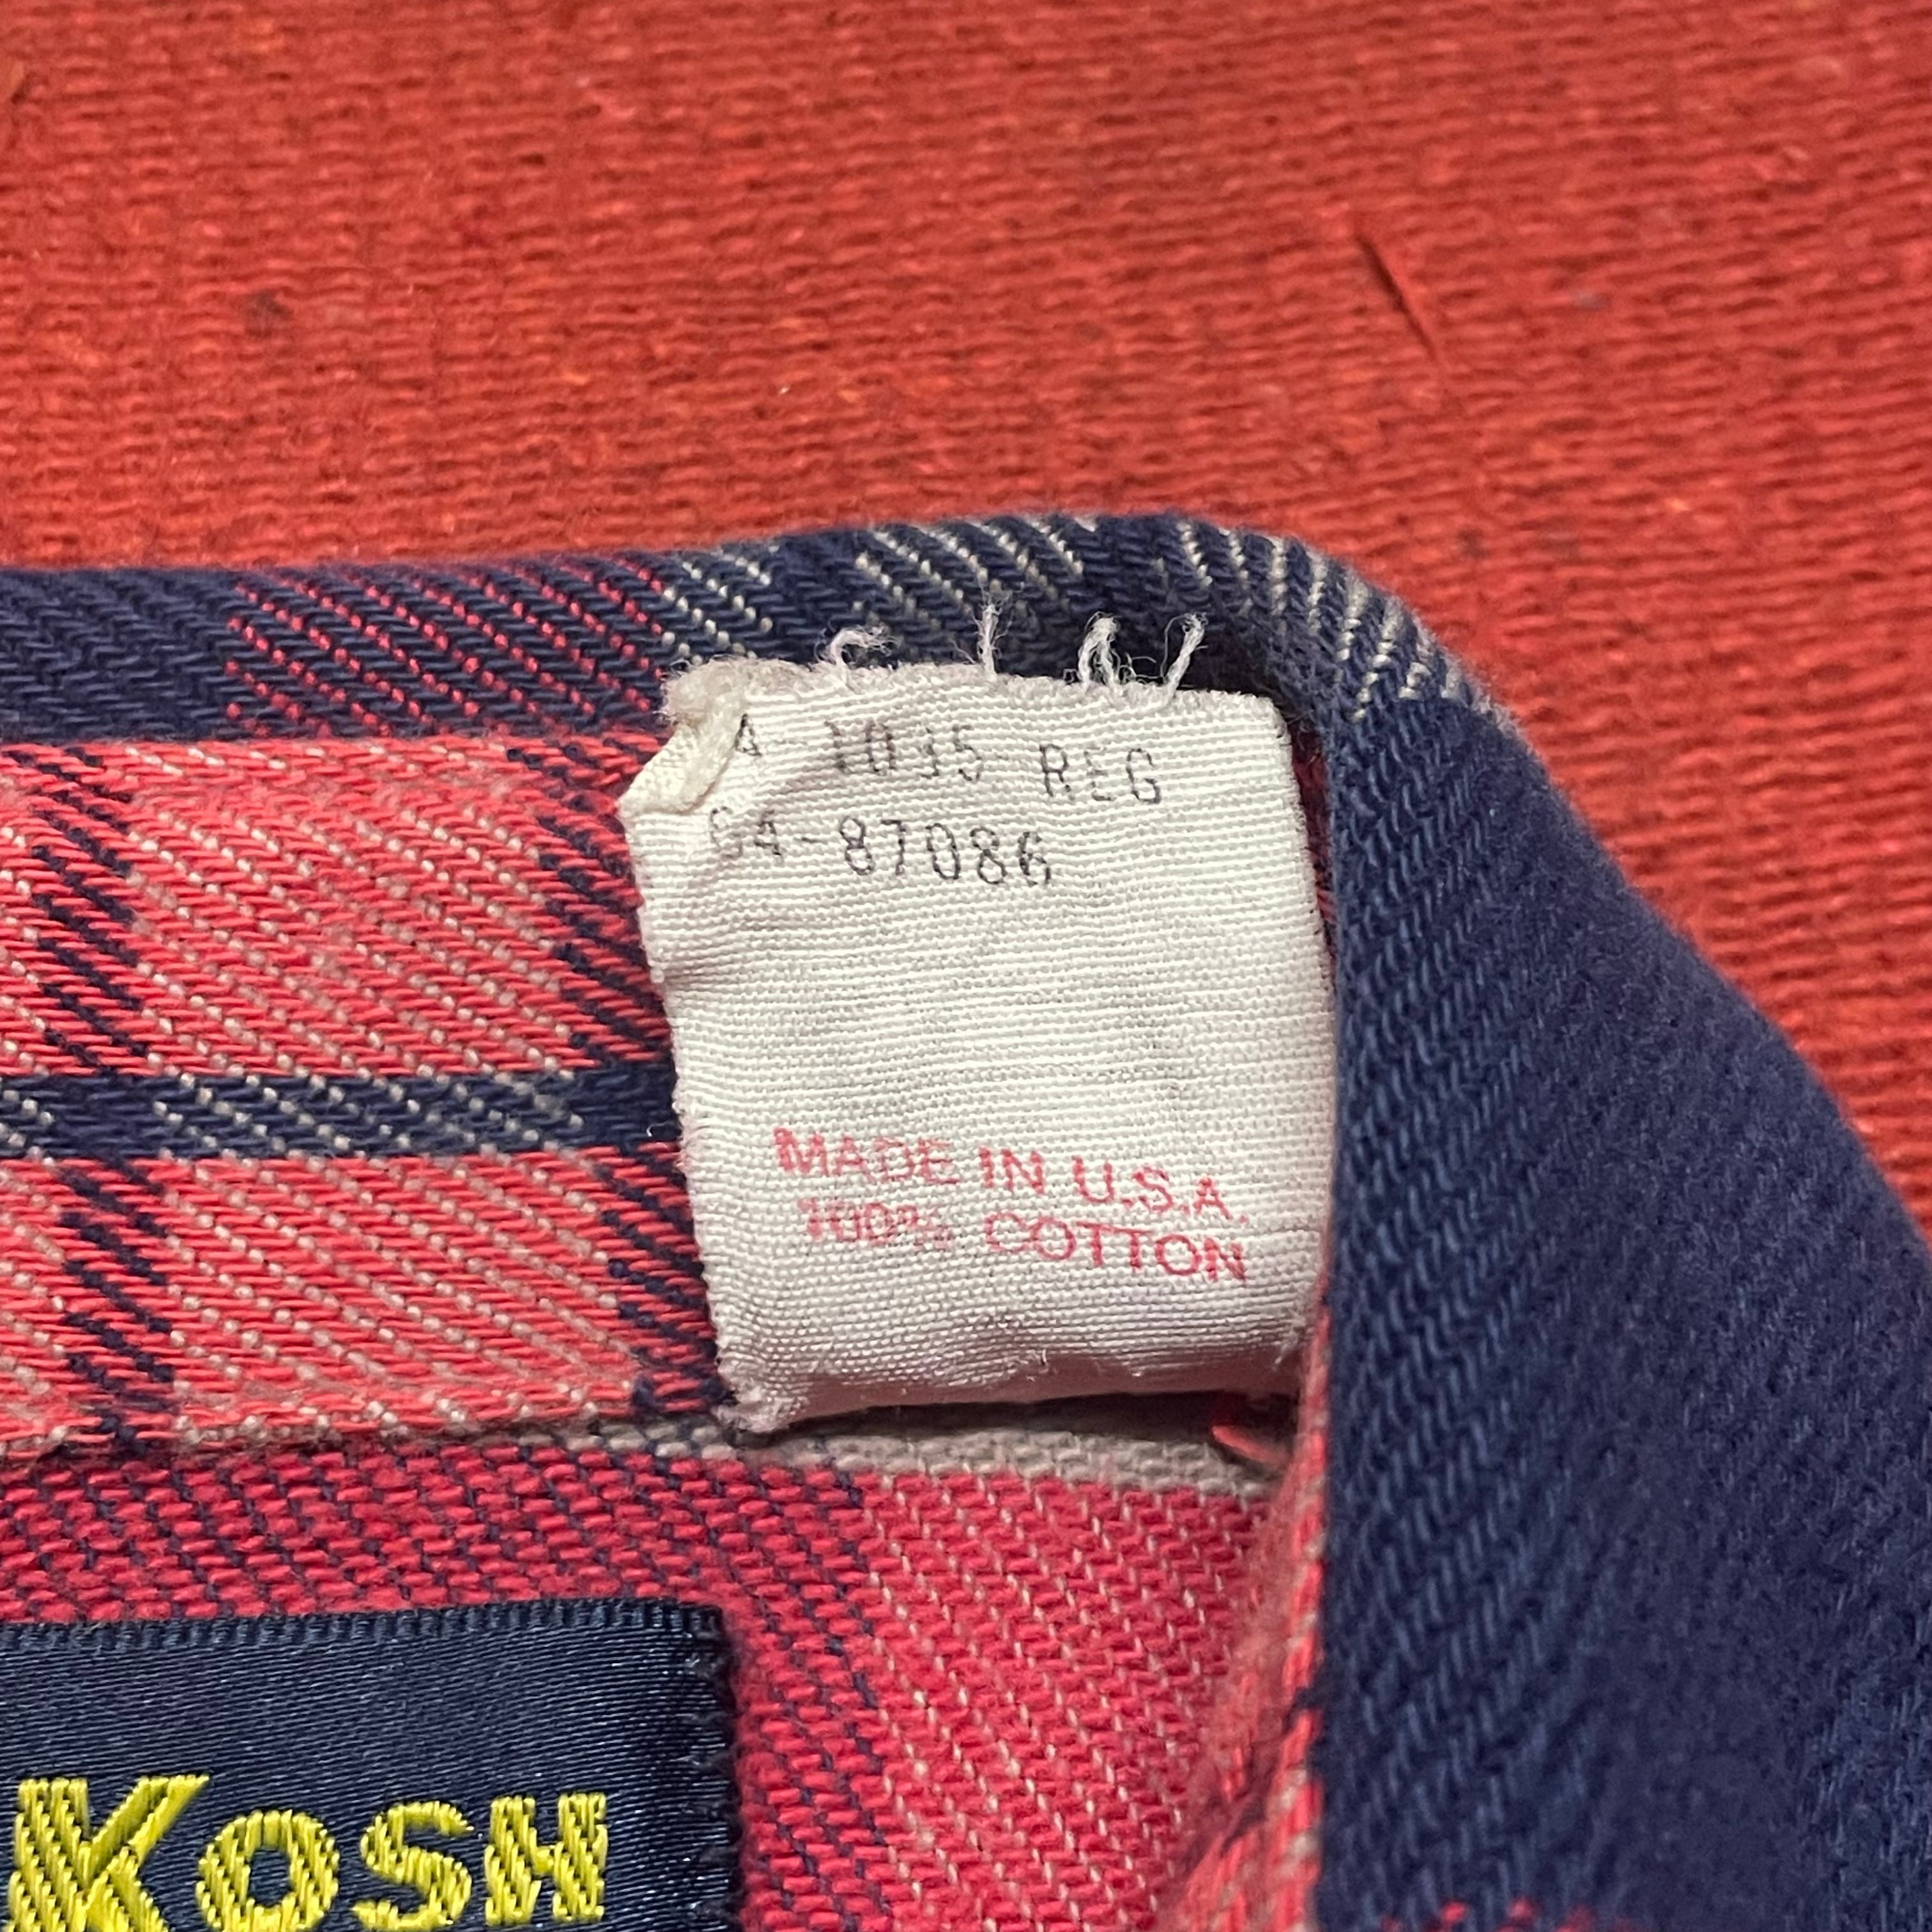 REG
-87086
MADE IN U.S.A.
100% COTTON
KOSH